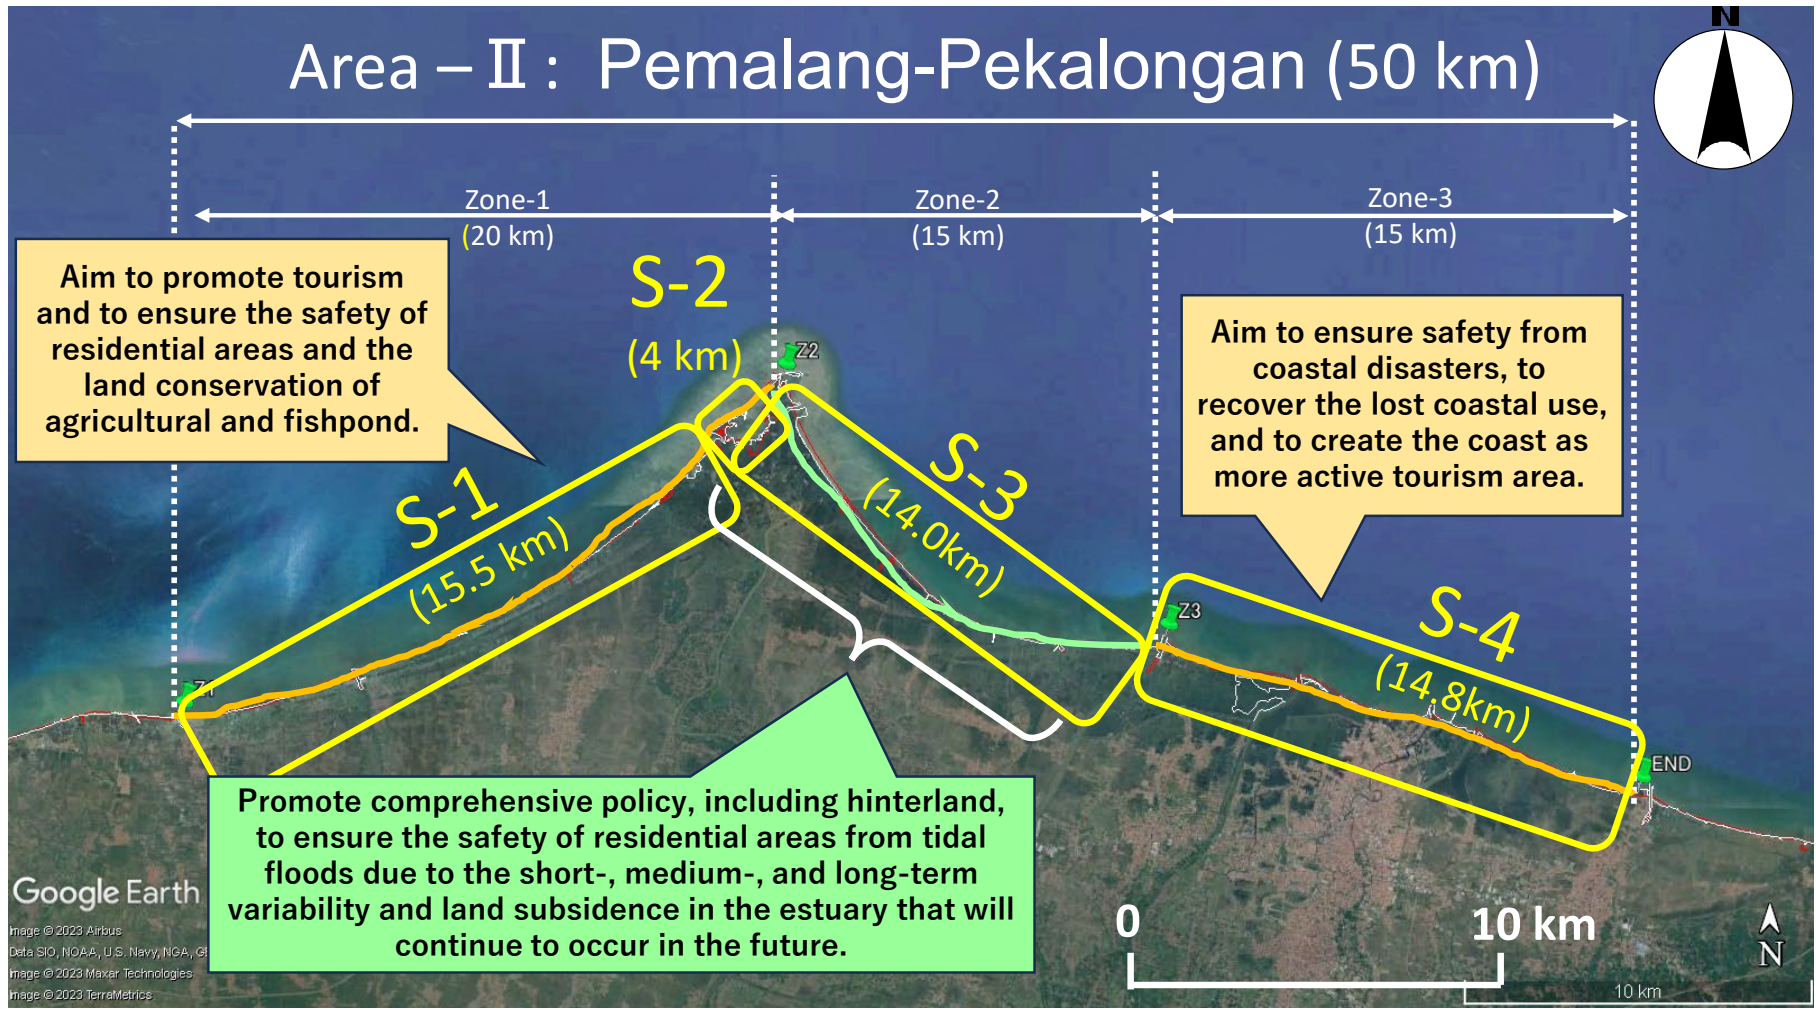 N
Area – Ⅱ : Pemalang-Pekalongan (50 km)
Zone-1
(20 km)
Zone-2
(15 km)
Zone-3
(15 km)
Aim to promote tourism
and to ensure the safety of
residential areas and the
land conservation of
agricultural and fishpond.
S-2
(4 km)
Z2
Aim to ensure safety from
coastal disasters, to
recover the lost coastal use,
and to create the coast as
more active tourism area.
S-1
(15.5 km)
S-3
(14.0km)
Z3
S-4
(14.8km)
Z1
END
Promote comprehensive policy, including hinterland,
to ensure the safety of residential areas from tidal
floods due to the short-, medium-, and long-term
variability and land subsidence in the estuary that will
continue to occur in the future.
Google Earth
Image © 2023 Airbus
Data SIO, NOAA, U.S. Navy, NGA,
Image © 2023 Maxar Technologies
Image © 2023 TerraMetrics
0
10 km
N
10 km